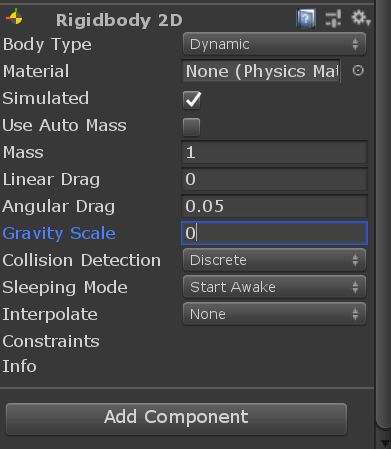 Rigidbody 2D
Body Type Dynamic
Material None (Physics Mat
Simulated
Use Auto Mass
Mass 1
Linear Drag 0
Angular Drag 0.05
Gravity Scale 0
Collision Detection Discrete
Sleeping Mode Start Awake
Interpolate None
Constraints
Info
Add Component